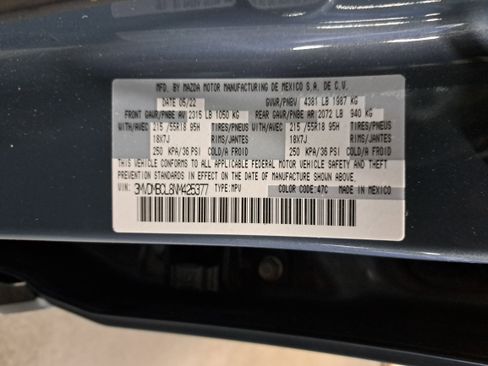 MFD. BY MAZDA MOTOR MANUFACTURING DE MEXICO S.A. DE C.V.
DATE 05/22 GVWR/PNBV 4381 LB 1987 KG
FRONT GAWR/PNBE AV 2315 LB 1050 KG REAR GAWR/PNBE AR 2072 LB 940 KG
WITH/AVEC 215 /55R18 95H TIRES/PNEUS WITH/AVEC 215 /55R18 95H TIRES/PNEUS
18X7J RIMS/JANTES 18X7J RIMS/JANTES
250 KPA/36 PSI COLD/A FROID 250 KPA/36 PSI COLD/A FROID
THIS VEHICLE CONFORMS TO ALL APPLICABLE FEDERAL MOTOR VEHICLE SAFETY, BUMPER, AND THEFT
PREVENTION STANDARDS IN EFFECT ON THE DATE OF MANUFACTURE SHOWN ABOVE.
VIN: 3MVDMBCL8NM425377 TYPE: MPV COLOR CODE: 47C MADE IN MEXICO